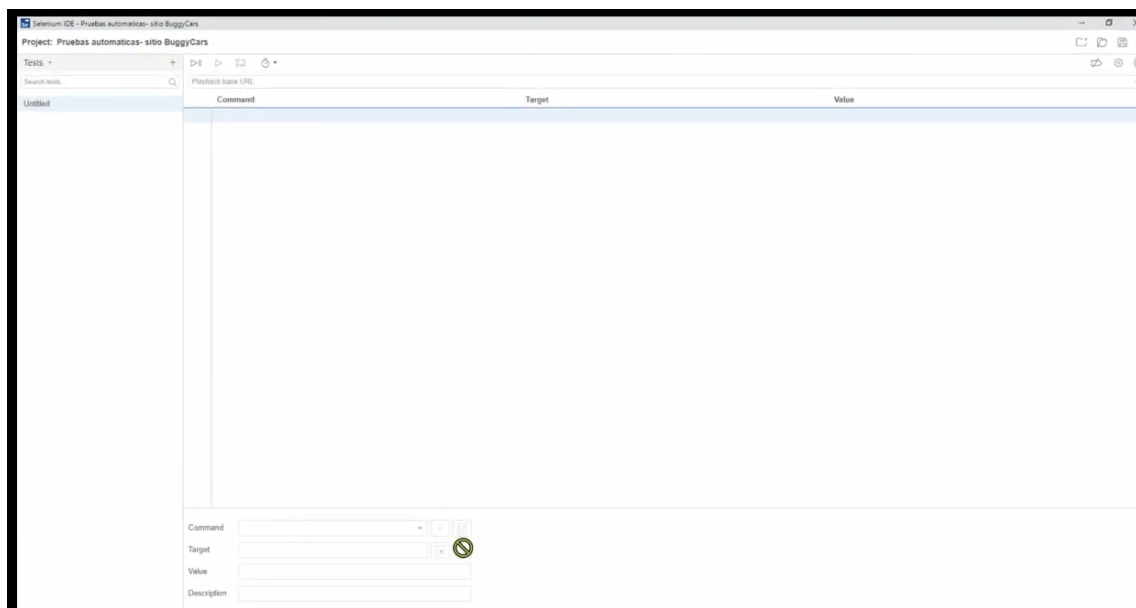 Selenium IDE - Pruebas automaticas- sitio BuggyCars
Project: Pruebas automaticas- sitio BuggyCars
Tests
Search tests...
Playback base URL
Untitled
Command Target Value
Command
Target
Value
Description